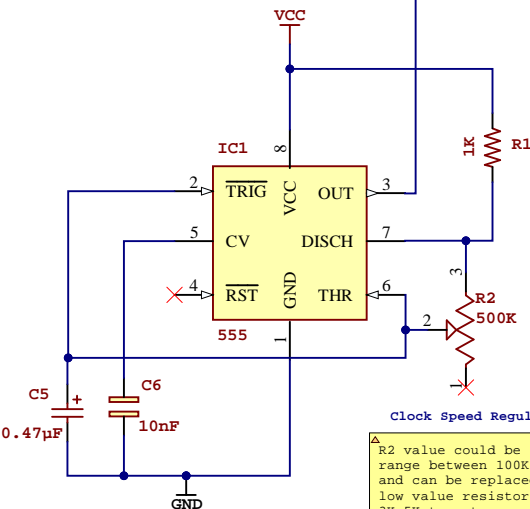 VCC
8
IC1
1K
R1
2
TRIG
VCC
OUT
3
5
CV
DISCH
7
4
RST
GND
THR
6
3
R2
500K
2
1
555
1
C5
+
0.47µF
C6
10nF
GND
Clock Speed Regul
R2 value could be
range between 100K
and can be replaced
low value resistor